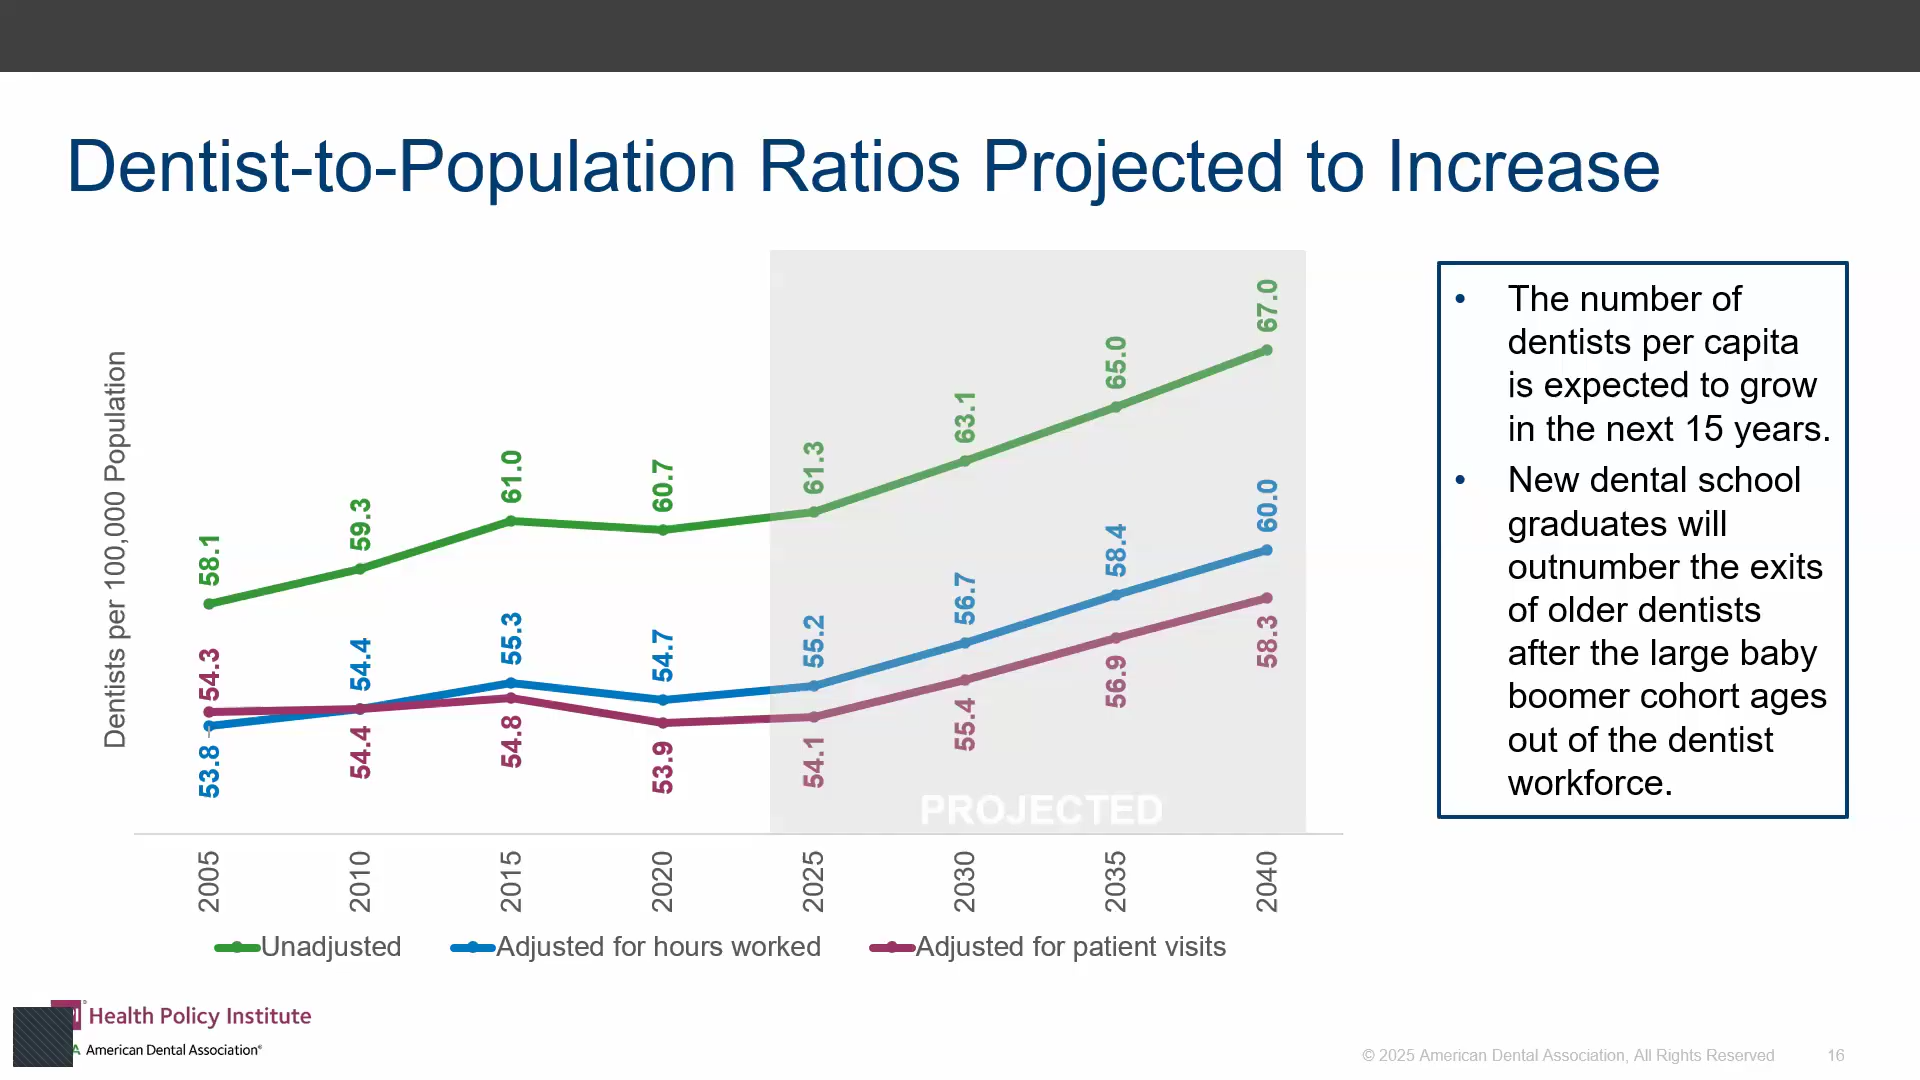 Dentist-to-Population Ratios Projected to Increase
Dentists per 100,000 Population
58.1
59.3
61.0
60.7
61.3
63.1
65.0
67.0
53.8
54.4
55.3
54.7
55.2
56.7
58.4
60.0
54.3
54.4
54.8
53.9
54.1
55.4
56.9
58.3
PROJECTED
2005
2010
2015
2020
2025
2030
2035
2040
Unadjusted
Adjusted for hours worked
Adjusted for patient visits
• The number of
dentists per capita
is expected to grow
in the next 15 years.
• New dental school
graduates will
outnumber the exits
of older dentists
after the large baby
boomer cohort ages
out of the dentist
workforce.
Health Policy Institute
American Dental Association®
© 2025 American Dental Association, All Rights Reserved
16